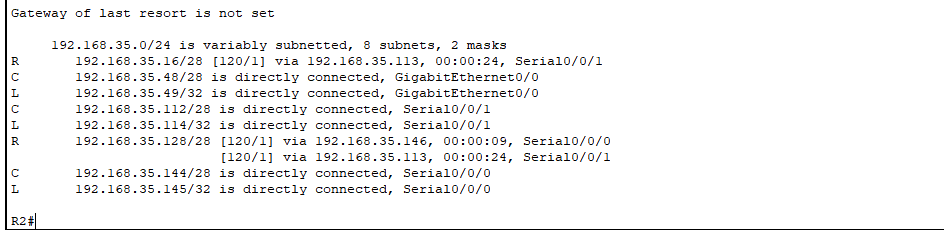 Gateway of last resort is not set
192.168.35.0/24 is variably subnetted, 8 subnets, 2 masks
R 192.168.35.16/28 [120/1] via 192.168.35.113, 00:00:24, Serial0/0/1
C 192.168.35.48/28 is directly connected, GigabitEthernet0/0
L 192.168.35.49/32 is directly connected, GigabitEthernet0/0
C 192.168.35.112/28 is directly connected, Serial0/0/1
L 192.168.35.114/32 is directly connected, Serial0/0/1
R 192.168.35.128/28 [120/1] via 192.168.35.146, 00:00:09, Serial0/0/0
[120/1] via 192.168.35.113, 00:00:24, Serial0/0/1
C 192.168.35.144/28 is directly connected, Serial0/0/0
L 192.168.35.145/32 is directly connected, Serial0/0/0
R2#